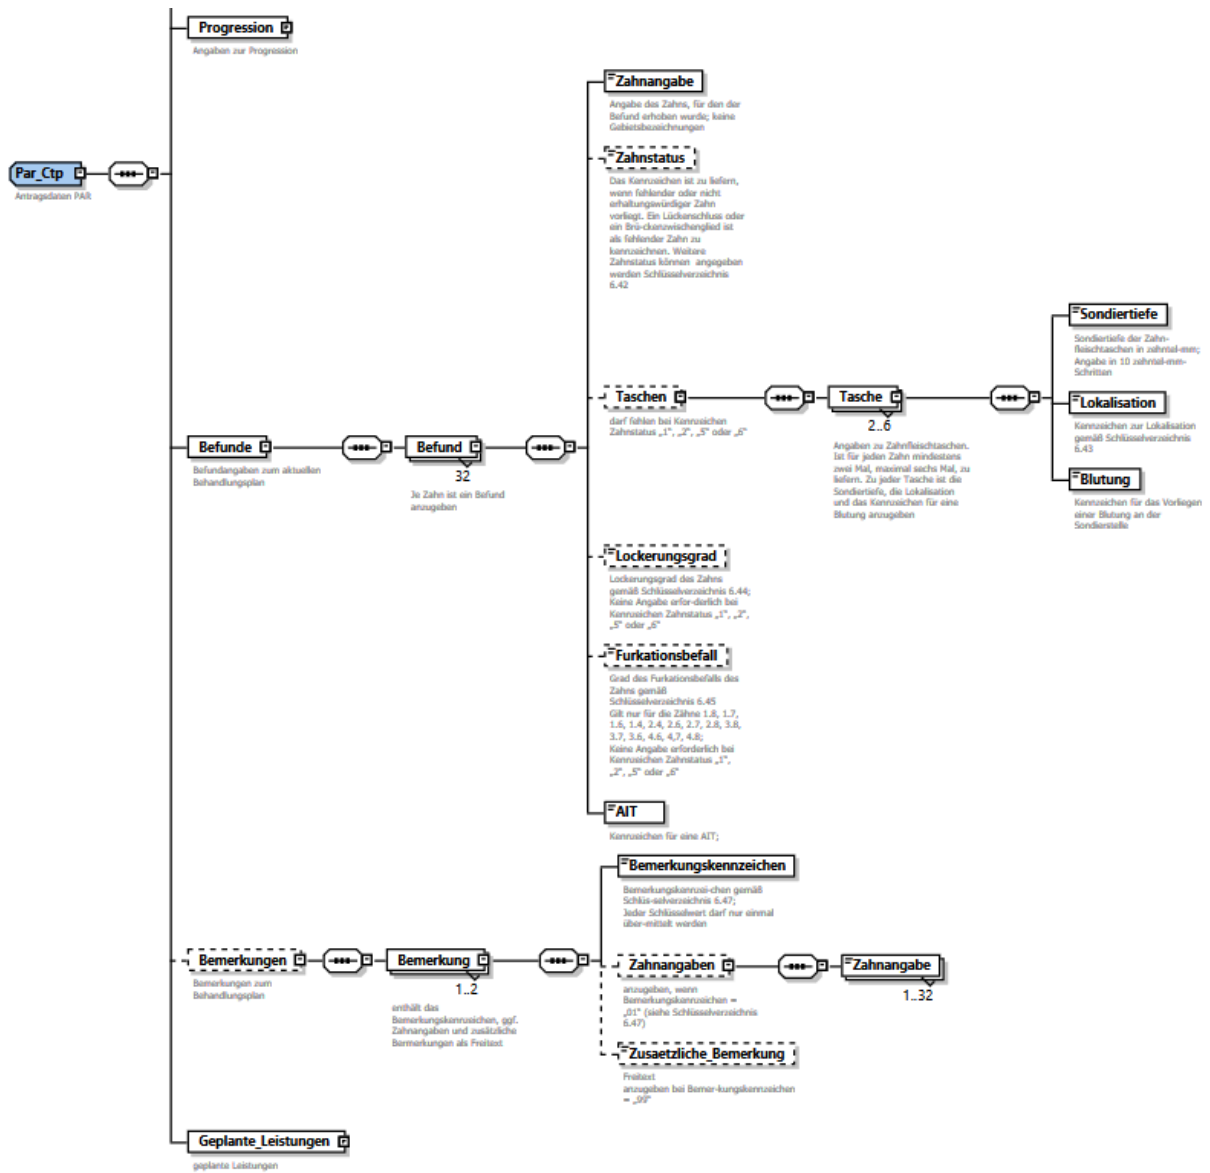 Progression
Angaben zur Progression
Par_Ctp
Antragsdaten PAR
Zahnangabe
Angabe des Zahns, für den der
Befund erhoben wurde; keine
Gebietsbezeichnungen
Zahnstatus
Das Kennzeichen ist zu liefern,
wenn fehlender oder nicht
erhaltungswürdiger Zahn
vorliegt. Ein Lückenschluss oder
ein Brü-ckenzwischenglied ist
als fehlender Zahn zu
kennzeichnen. Weitere
Zahnstatus können angegeben
werden Schlüsselverzeichnis
6.42
Taschen
darf fehlen bei Kennzeichen
Zahnstatus „1“, „2“, „5“ oder „6“
Tasche
2..6
Angaben zu Zahnfleischtaschen.
Ist für jeden Zahn mindestens
zwei Mal, maximal sechs Mal, zu
liefern. Zu jeder Tasche ist die
Sondiertiefe, die Lokalisation
und das Kennzeichen für eine
Blutung anzugeben
Sondiertiefe
Sondiertiefe der Zahn-
fleischtaschen in zehntel-mm;
Angabe in 10 zehntel-mm-
Schritten
Lokalisation
Kennzeichen zur Lokalisation
gemäß Schlüsselverzeichnis
6.43
Blutung
Kennzeichen für das Vorliegen
einer Blutung an der
Sondierstelle
Befunde
Befundangaben zum aktuellen
Behandlungsplan
Befund
32
Je Zahn ist ein Befund
anzugeben
Lockerungsgrad
Lockerungsgrad des Zahns
gemäß Schlüsselverzeichnis 6.44;
Keine Angabe erfor-derlich bei
Kennzeichen Zahnstatus „1“, „2“,
„5“ oder „6“
Furkationsbefall
Grad des Furkationsbefalls des
Zahns gemäß
Schlüsselverzeichnis 6.45
Gilt nur für die Zähne 1.8, 1.7,
1.6, 1.4, 2.4, 2.6, 2.7, 2.8, 3.8,
3.7, 3.6, 4.6, 4,7, 4.8;
Keine Angabe erforderlich bei
Kennzeichen Zahnstatus „1“,
„2“, „5“ oder „6“
AIT
Kennzeichen für eine AIT;
Bemerkungen
Bemerkungen zum
Behandlungsplan
Bemerkung
1..2
enthält das
Bemerkungskennzeichen, ggf.
Zahnangaben und zusätzliche
Bermerkungen als Freitext
Bemerkungskennzeichen
Bemerkungskennzei-chen gemäß
Schlüs-selverzeichnis 6.47;
Jeder Schlüsselwert darf nur einmal
über-mittelt werden
Zahnangaben
anzugeben, wenn
Bemerkungskennzeichen =
„01“ (siehe Schlüsselverzeichnis
6.47)
Zahnangabe
1..32
Zusaetzliche_Bemerkung
Freitext
anzugeben bei Bemer-kungskennzeichen
= „99“
Geplante_Leistungen
geplante Leistungen